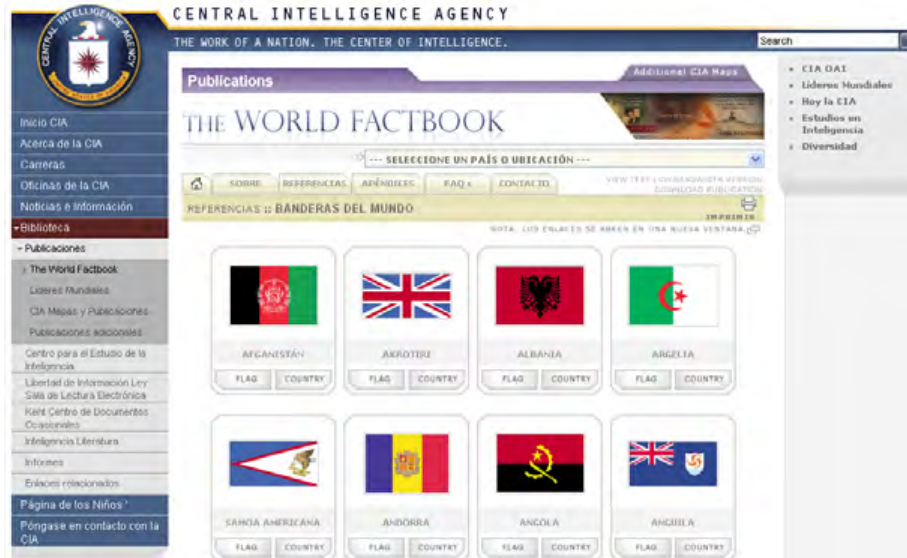 CENTRAL INTELLIGENCE AGENCY
THE WORK OF A NATION. THE CENTER OF INTELLIGENCE.
Search
Inicio CIA
Acerca de la CIA
Carreras
Oficinas de la CIA
Noticias e Información
Biblioteca
Publicaciones
The World Factbook
Lideres Mundiales
CIA Mapas y Publicaciones
Publicaciones adicionales
Centro para el Estudio de la
Inteligencia
Libertad de Información Ley
Sala de Lectura Electrónica
Kent Centro de Documentos
Ocasionales
Inteligencia Literatura
Informes
Enlaces relacionados
Página de los Niños
Póngase en contacto con la
CIA
Publications
Additional CIA Maps
THE WORLD FACTBOOK
--- SELECCIONE UN PAÍS O UBICACIÓN ---
SOBRE
REFERENCIAS
APÉNDICES
FAQ s
CONTACTO
DOWNLOAD PUBLICATION
REFERENCIAS :: BANDERAS DEL MUNDO
IMPRIMIR
NOTA: LOS ENLACES SE ABREN EN UNA NUEVA VENTANA
AFGANISTÁN
AKROTIRI
ALBANIA
ARGELIA
FLAG COUNTRY
FLAG COUNTRY
FLAG COUNTRY
FLAG COUNTRY
SAMOA AMERICANA
ANDORRA
ANGOLA
ANGUILA
FLAG COUNTRY
FLAG COUNTRY
FLAG COUNTRY
FLAG COUNTRY
CIA OAI
Lideres Mundiales
Hoy la CIA
Estudios en
Inteligencia
Diversidad